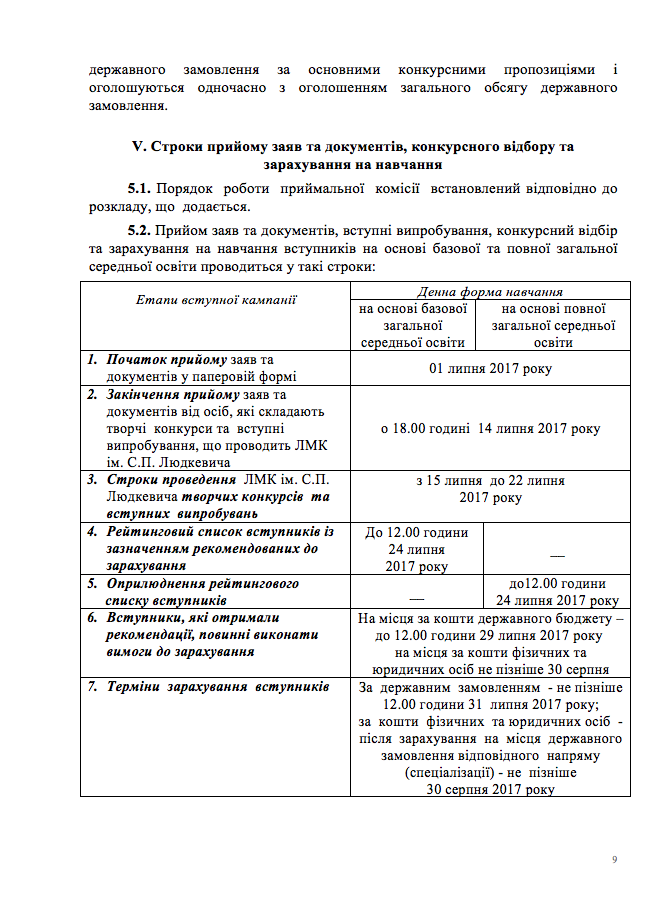 державного замовлення за основними конкурсними пропозиціями і
оголошуються одночасно з оголошенням загального обсягу державного
замовлення.
V. Строки прийому заяв та документів, конкурсного відбору та
зарахування на навчання
5.1. Порядок роботи приймальної комісії встановлений відповідно до
розкладу, що додається.
5.2. Прийом заяв та документів, вступні випробування, конкурсний відбір
та зарахування на навчання вступників на основі базової та повної загальної
середньої освіти проводиться у такі строки:
Етапи вступної кампанії
Денна форма навчання
на основі базової
загальної
середньої освіти
на основі повної
загальної середньої
освіти
1. Початок прийому заяв та
документів у паперовій формі
01 липня 2017 року
2. Закінчення прийому заяв та
документів від осіб, які складають
творчі конкурси та вступні
випробування, що проводить ЛМК
ім. С.П. Людкевича
о 18.00 годині 14 липня 2017 року
3. Строки проведення ЛМК ім. С.П.
Людкевича творчих конкурсів та
вступних випробувань
з 15 липня до 22 липня
2017 року
4. Рейтинговий список вступників із
зазначенням рекомендованих до
зарахування
До 12.00 години
24 липня
2017 року
__
5. Оприлюднення рейтингового
списку вступників
__
до12.00 години
24 липня 2017 року
6. Вступники, які отримали
рекомендації, повинні виконати
вимоги до зарахування
На місця за кошти державного бюджету –
до 12.00 години 29 липня 2017 року
на місця за кошти фізичних та
юридичних осіб не пізніше 30 серпня
7. Терміни зарахування вступників
За державним замовленням - не пізніше
12.00 години 31 липня 2017 року;
за кошти фізичних та юридичних осіб -
після зарахування на місця державного
замовлення відповідного напряму
(спеціалізації) - не пізніше
30 серпня 2017 року
9